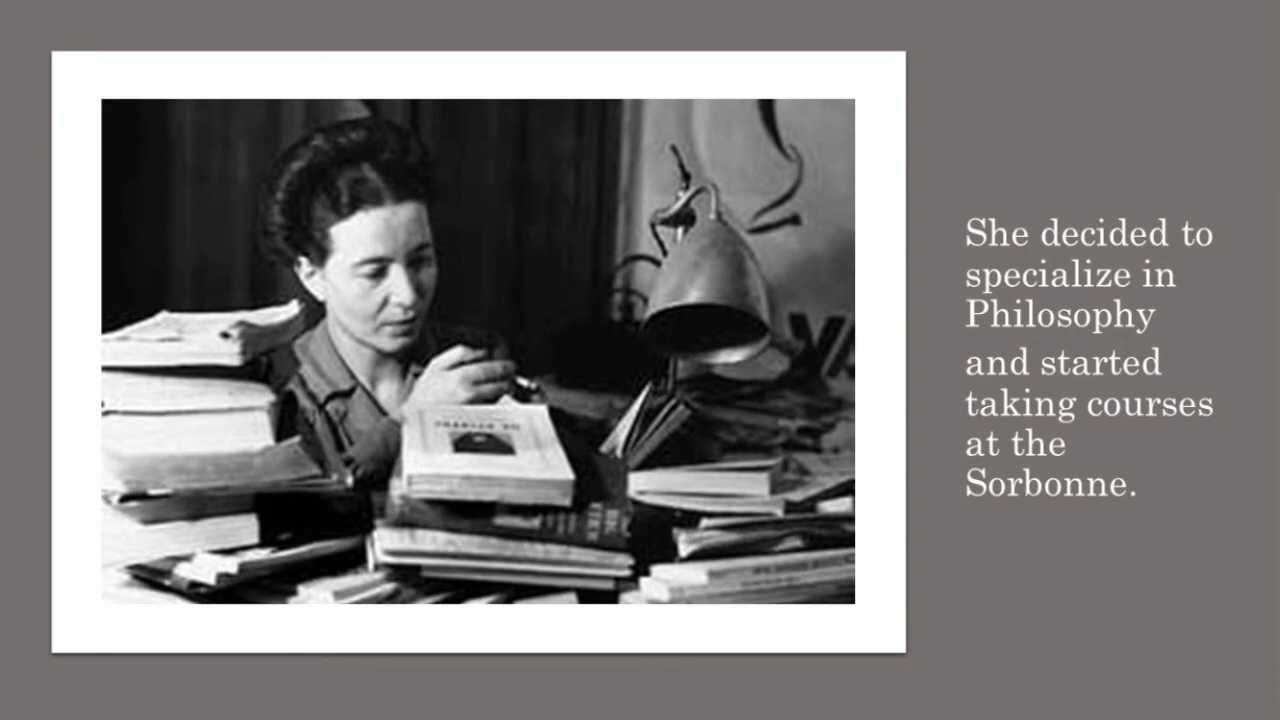 She decided to
specialize in
Philosophy
and started
taking courses
at the
Sorbonne.